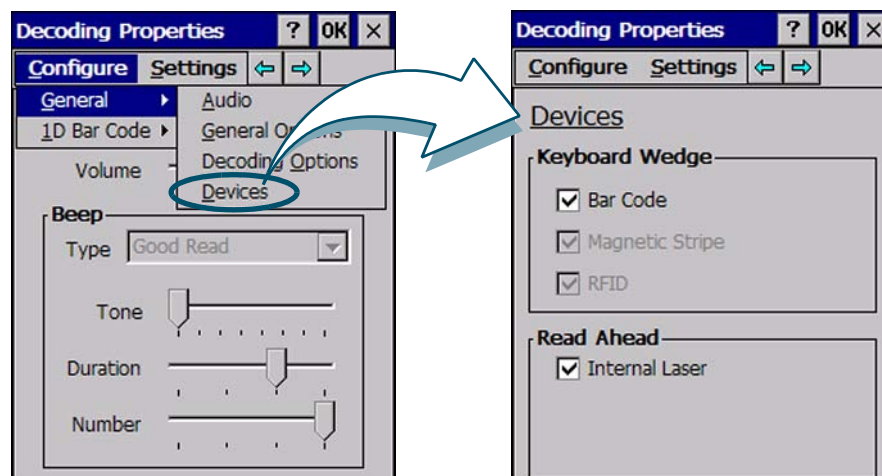 Decoding Properties ? OK ×
Configure Settings
General Audio
1D Bar Code General Options
Decoding Options
Volume
Devices
Beep
Type Good Read
Tone
Duration
Number
Decoding Properties ? OK ×
Configure Settings
Devices
Keyboard Wedge
Bar Code
Magnetic Stripe
RFID
Read Ahead
Internal Laser